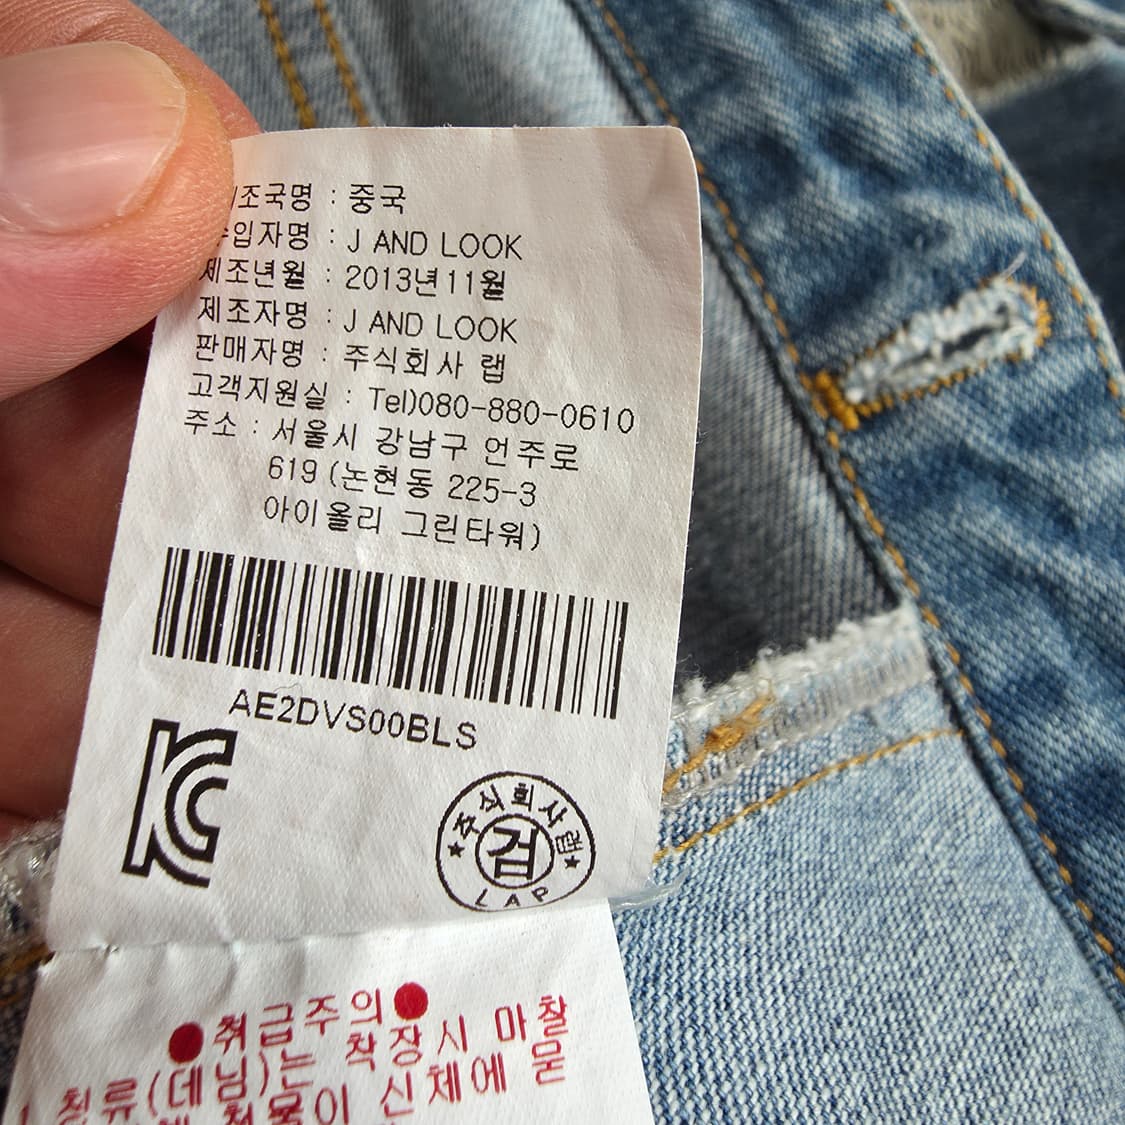 조국명 : 중국
수입자명 : J AND LOOK
제조년월 : 2013년11월
제조자명 : J AND LOOK
판매자명 : 주식회사 랩
고객지원실 : Tel)080-880-0610
주소 : 서울시 강남구 언주로
619 (논현동 225-3
아이올리 그린타워)
AE2DVS00BLS
KC
주식회사랩
검
LAP
●취급주의●
청류(데님)는 착장시 마찰
청물이 신체에 묻